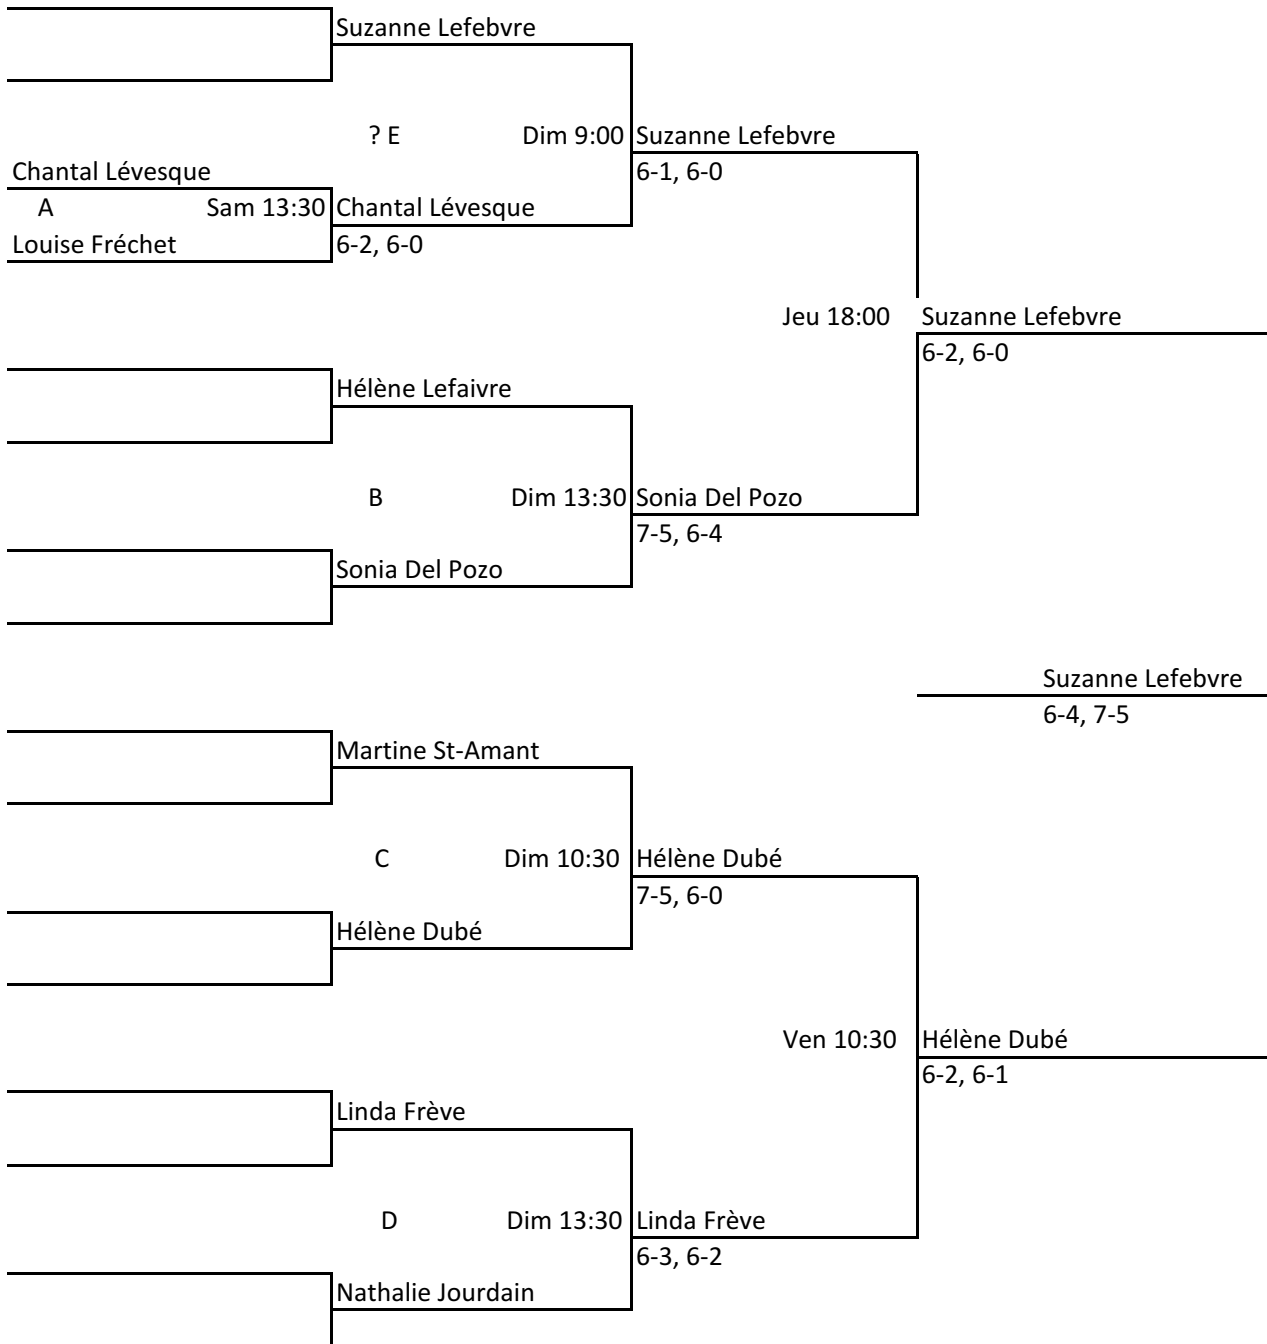 Suzanne Lefebvre
? E Dim 9:00 Suzanne Lefebvre
Chantal Lévesque 6-1, 6-0
A Sam 13:30 Chantal Lévesque
Louise Fréchet 6-2, 6-0
Jeu 18:00 Suzanne Lefebvre
6-2, 6-0
Hélène Lefaivre
B Dim 13:30 Sonia Del Pozo
7-5, 6-4
Sonia Del Pozo
Suzanne Lefebvre
6-4, 7-5
Martine St-Amant
C Dim 10:30 Hélène Dubé
7-5, 6-0
Hélène Dubé
Ven 10:30 Hélène Dubé
6-2, 6-1
Linda Frève
D Dim 13:30 Linda Frève
6-3, 6-2
Nathalie Jourdain